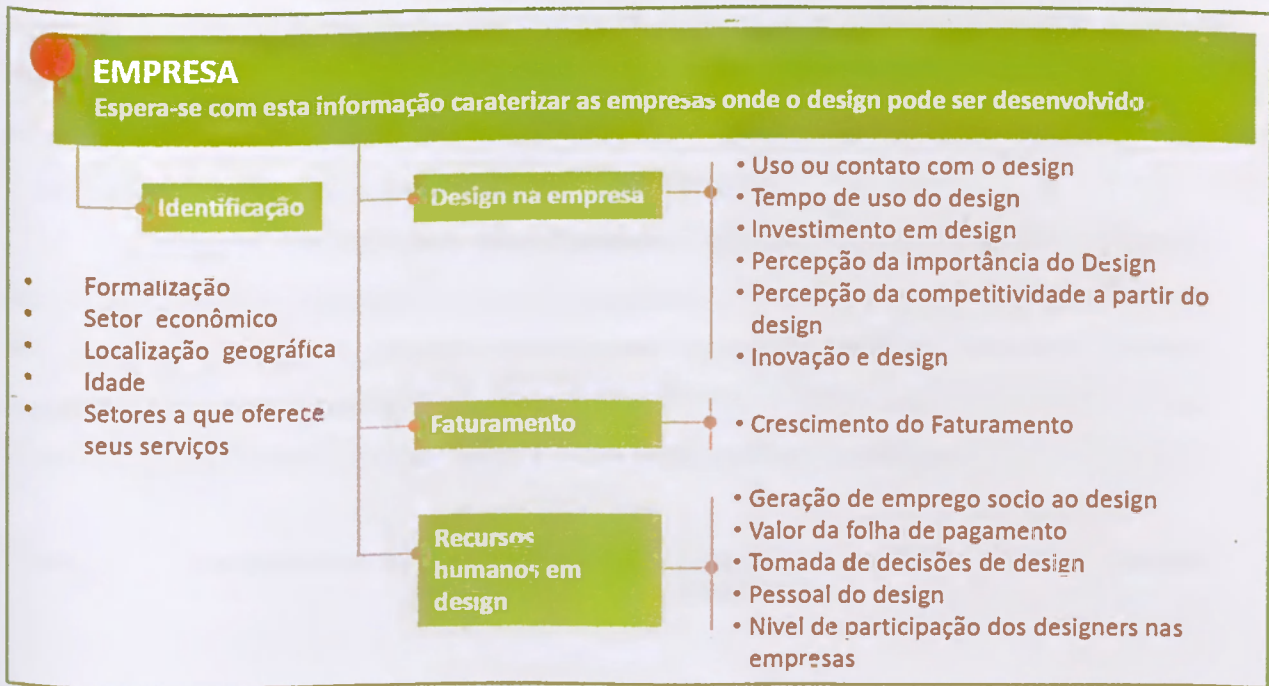 EMPRESA
Espera-se com esta informação caraterizar as empresas onde o design pode ser desenvolvido
Identificação
• Formalização
• Setor econômico
• Localização geográfica
• Idade
• Setores a que oferece
seus serviços
Design na empresa
• Uso ou contato com o design
• Tempo de uso do design
• Investimento em design
• Percepção da importância do Design
• Percepção da competitividade a partir do
design
• Inovação e design
Faturamento
• Crescimento do Faturamento
Recursos
humanos em
design
• Geração de emprego socio ao design
• Valor da folha de pagamento
• Tomada de decisões de design
• Pessoal do design
• Nivel de participação dos designers nas
empresas